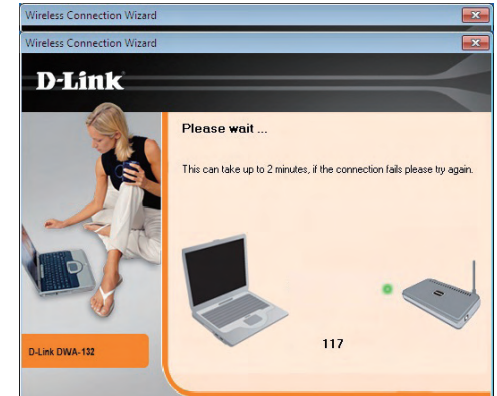 Wireless Connection Wizard
Wireless Connection Wizard
D-Link
Please wait ...
This can take up to 2 minutes, if the connection fails please try again.
117
D-Link DWA-132